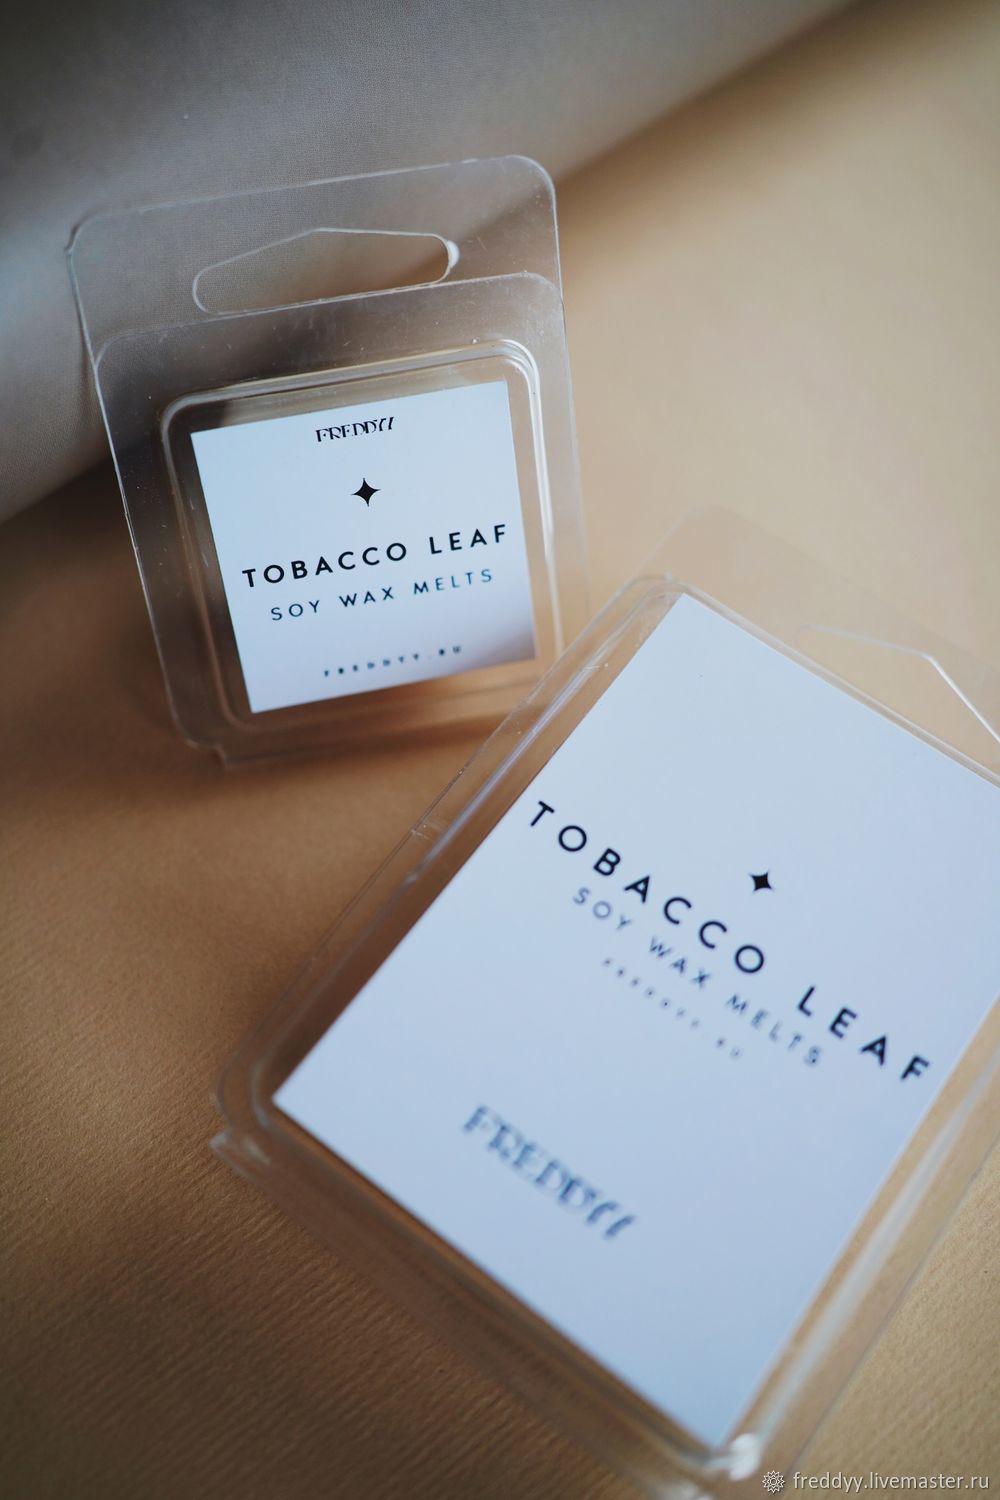 FREDDYY
TOBACCO LEAF
SOY WAX MELTS
FREDDYY.RU
TOBACCO LEAF
SOY WAX MELTS
FREDDYY.RU
FREDDYY
freddyy.livemaster.ru